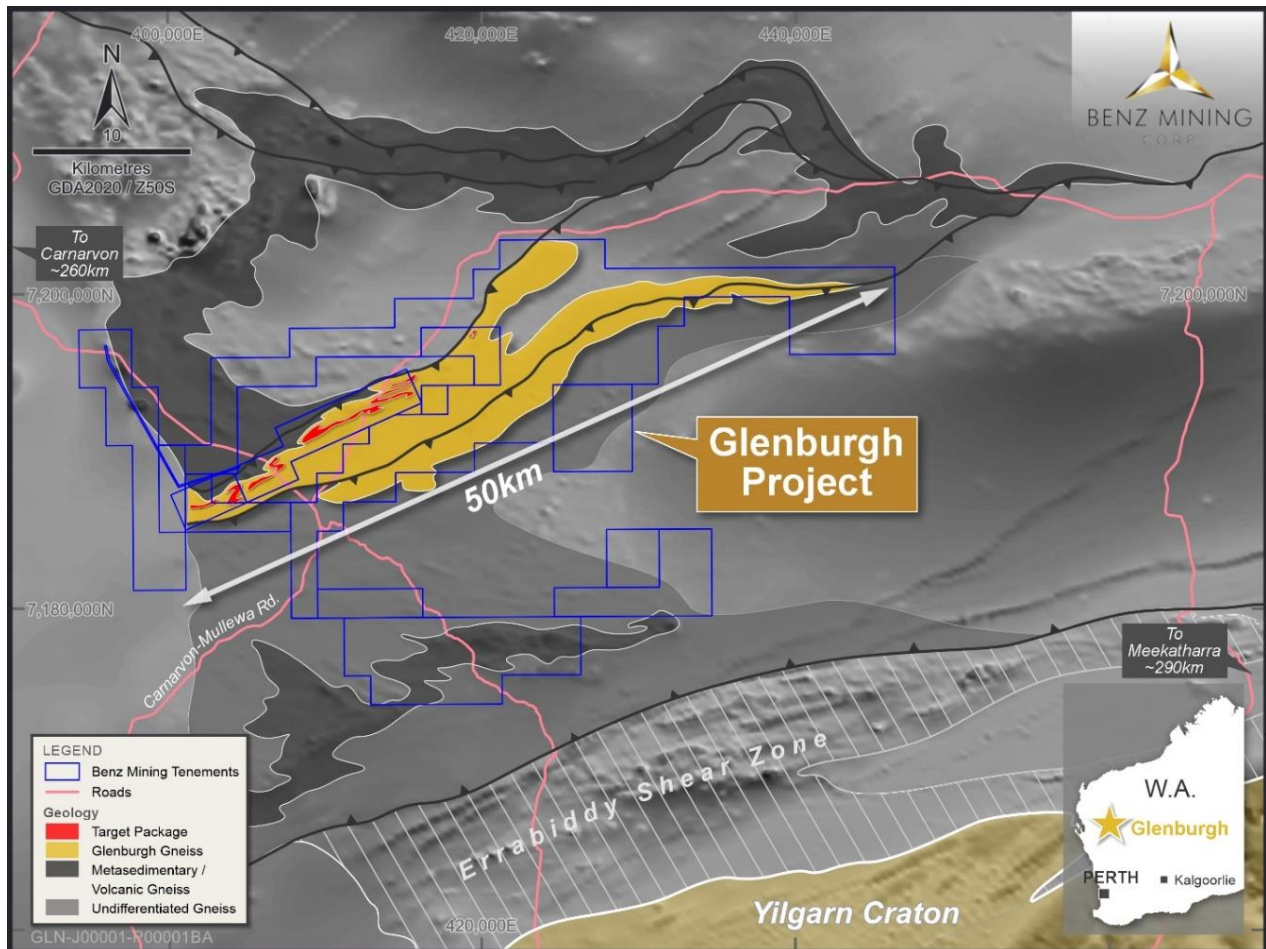 400,000E
420,000E
440,000E
N
10
Kilometres
GDA2020 / Z50S
BENZ MINING
CORP
To
Carnarvon
~260km
7,200,000N
7,200,000N
Glenburgh
Project
50km
7,180,000N
Carnarvon-Mullewa Rd.
To
Meekatharra
~290km
Errabiddy Shear Zone
LEGEND
Benz Mining Tenements
Roads
Geology
Target Package
Glenburgh Gneiss
Metasedimentary /
Volcanic Gneiss
Undifferentiated Gneiss
W.A.
Glenburgh
PERTH
Kalgoorlie
420,000E
Yilgarn Craton
GLN-J00001-P00001BA